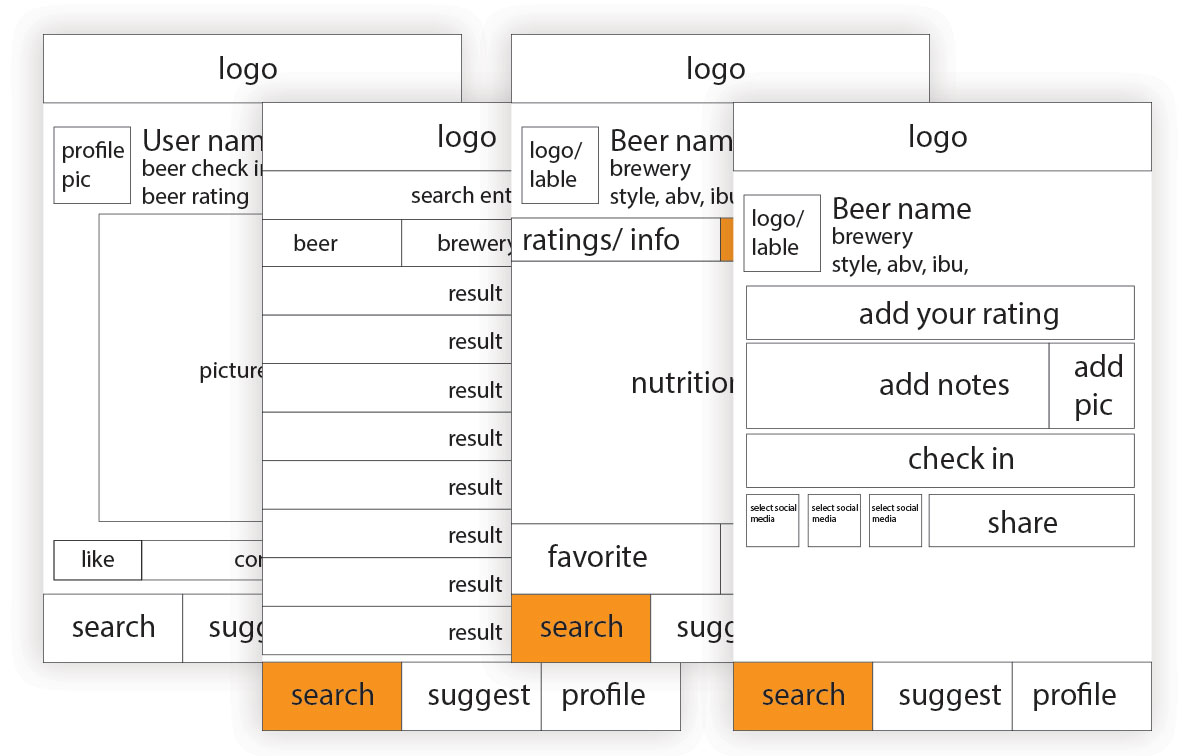 logo
profile
pic
User nam
beer check in
beer rating
picture
like
co
search
sugg
logo
search ent
beer
brewery
result
result
result
result
result
result
result
result
search
suggest
profile
logo
logo/
lable
Beer nam
brewery
style, abv, ibu
ratings/ info
nutrition
favorite
search
sugg
logo
logo/
lable
Beer name
brewery
style, abv, ibu,
add your rating
add notes
add
pic
check in
select social
media
select social
media
select social
media
share
search
suggest
profile